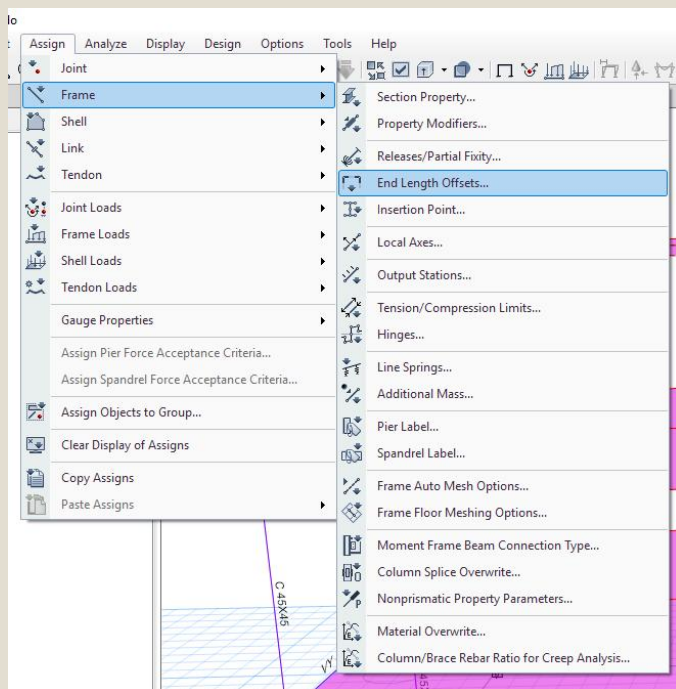 lo
Assign Analyze Display Design Options Tools Help
Joint
Frame
Shell
Link
Tendon
Joint Loads
Frame Loads
Shell Loads
Tendon Loads
Gauge Properties
Assign Pier Force Acceptance Criteria...
Assign Spandrel Force Acceptance Criteria...
Assign Objects to Group...
Clear Display of Assigns
Copy Assigns
Paste Assigns
Section Property...
Property Modifiers...
Releases/Partial Fixity...
End Length Offsets...
Insertion Point...
Local Axes...
Output Stations...
Tension/Compression Limits...
Hinges...
Line Springs...
Additional Mass...
Pier Label...
Spandrel Label...
Frame Auto Mesh Options...
Frame Floor Meshing Options...
Moment Frame Beam Connection Type...
Column Splice Overwrite...
Nonprismatic Property Parameters...
Material Overwrite...
Column/Brace Rebar Ratio for Creep Analysis...
C 45X45